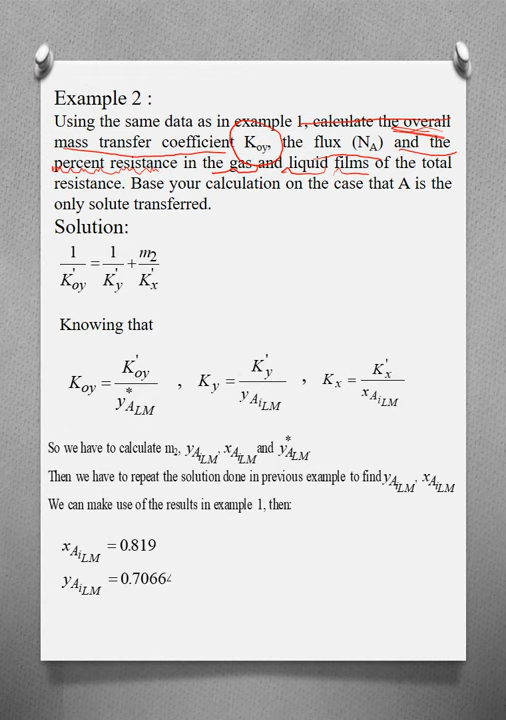 Example 2 :
Using the same data as in example 1, calculate the overall
mass transfer coefficient K_oy, the flux (N_A) and the
percent resistance in the gas and liquid films of the total
resistance. Base your calculation on the case that A is the
only solute transferred.
Solution:
1/K'_oy = 1/K'_y + m_2/K'_x
Knowing that
K_oy = K'_oy / y*_ALM , K_y = K'_y / y_AiLM , K_x = K'_x / x_AiLM
So we have to calculate m_2, y_AiLM, x_AiLM and y*_ALM
Then we have to repeat the solution done in previous example to find y_AiLM, x_AiLM
We can make use of the results in example 1, then:
x_AiLM = 0.819
y_AiLM = 0.70664